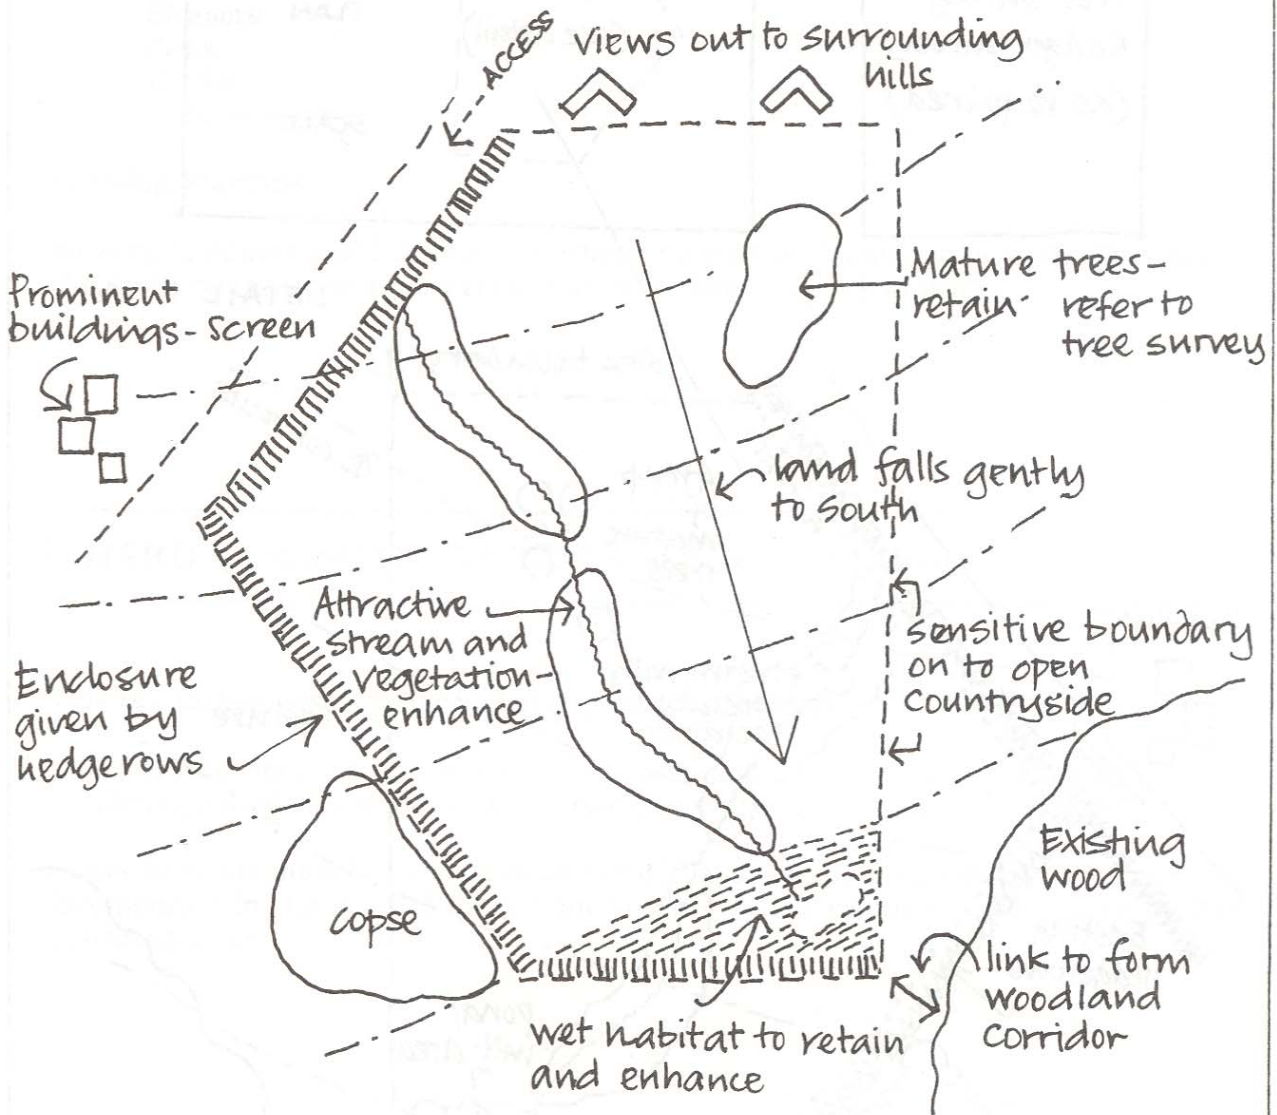 ACCESS
Views out to surrounding
hills
Prominent
buildings - screen
Mature trees-
retain - refer to
tree survey
land falls gently
to south
Attractive
stream and
vegetation-
enhance
sensitive boundary
on to open
countryside
Enclosure
given by
hedgerows
Existing
wood
copse
link to form
woodland
corridor
wet habitat to retain
and enhance